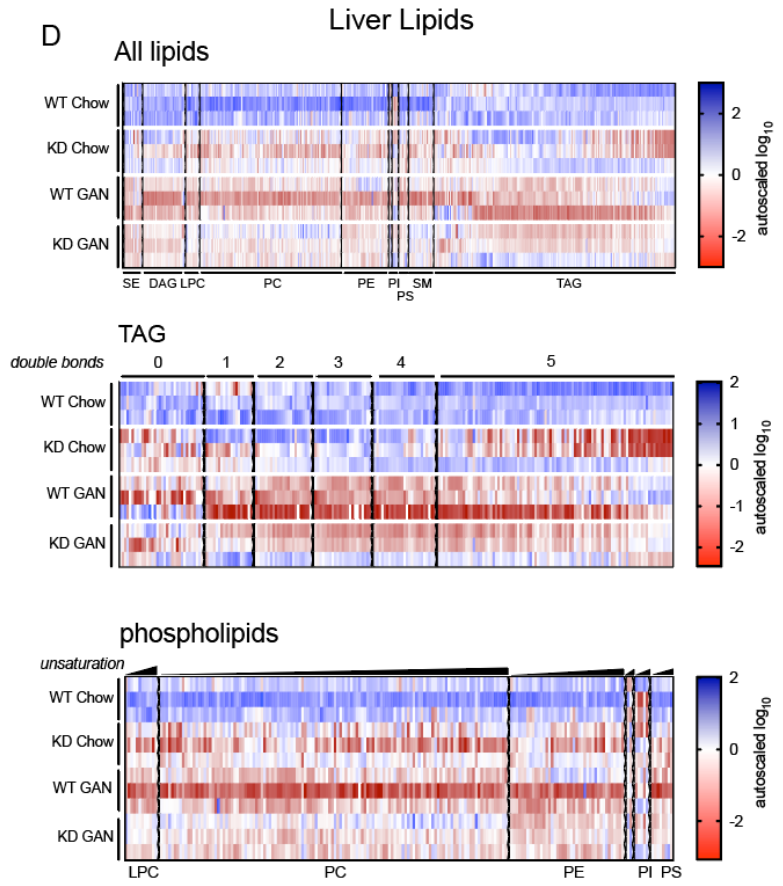 Liver Lipids
D
All lipids
WT Chow
KD Chow
WT GAN
KD GAN
SE DAG LPC PC PE PI PS SM TAG
2
0
-2
autoscaled log10
TAG
double bonds 0 1 2 3 4 5
WT Chow
KD Chow
WT GAN
KD GAN
2
1
0
-1
-2
autoscaled log10
phospholipids
unsaturation
WT Chow
KD Chow
WT GAN
KD GAN
LPC PC PE PI PS
2
0
-2
autoscaled log10